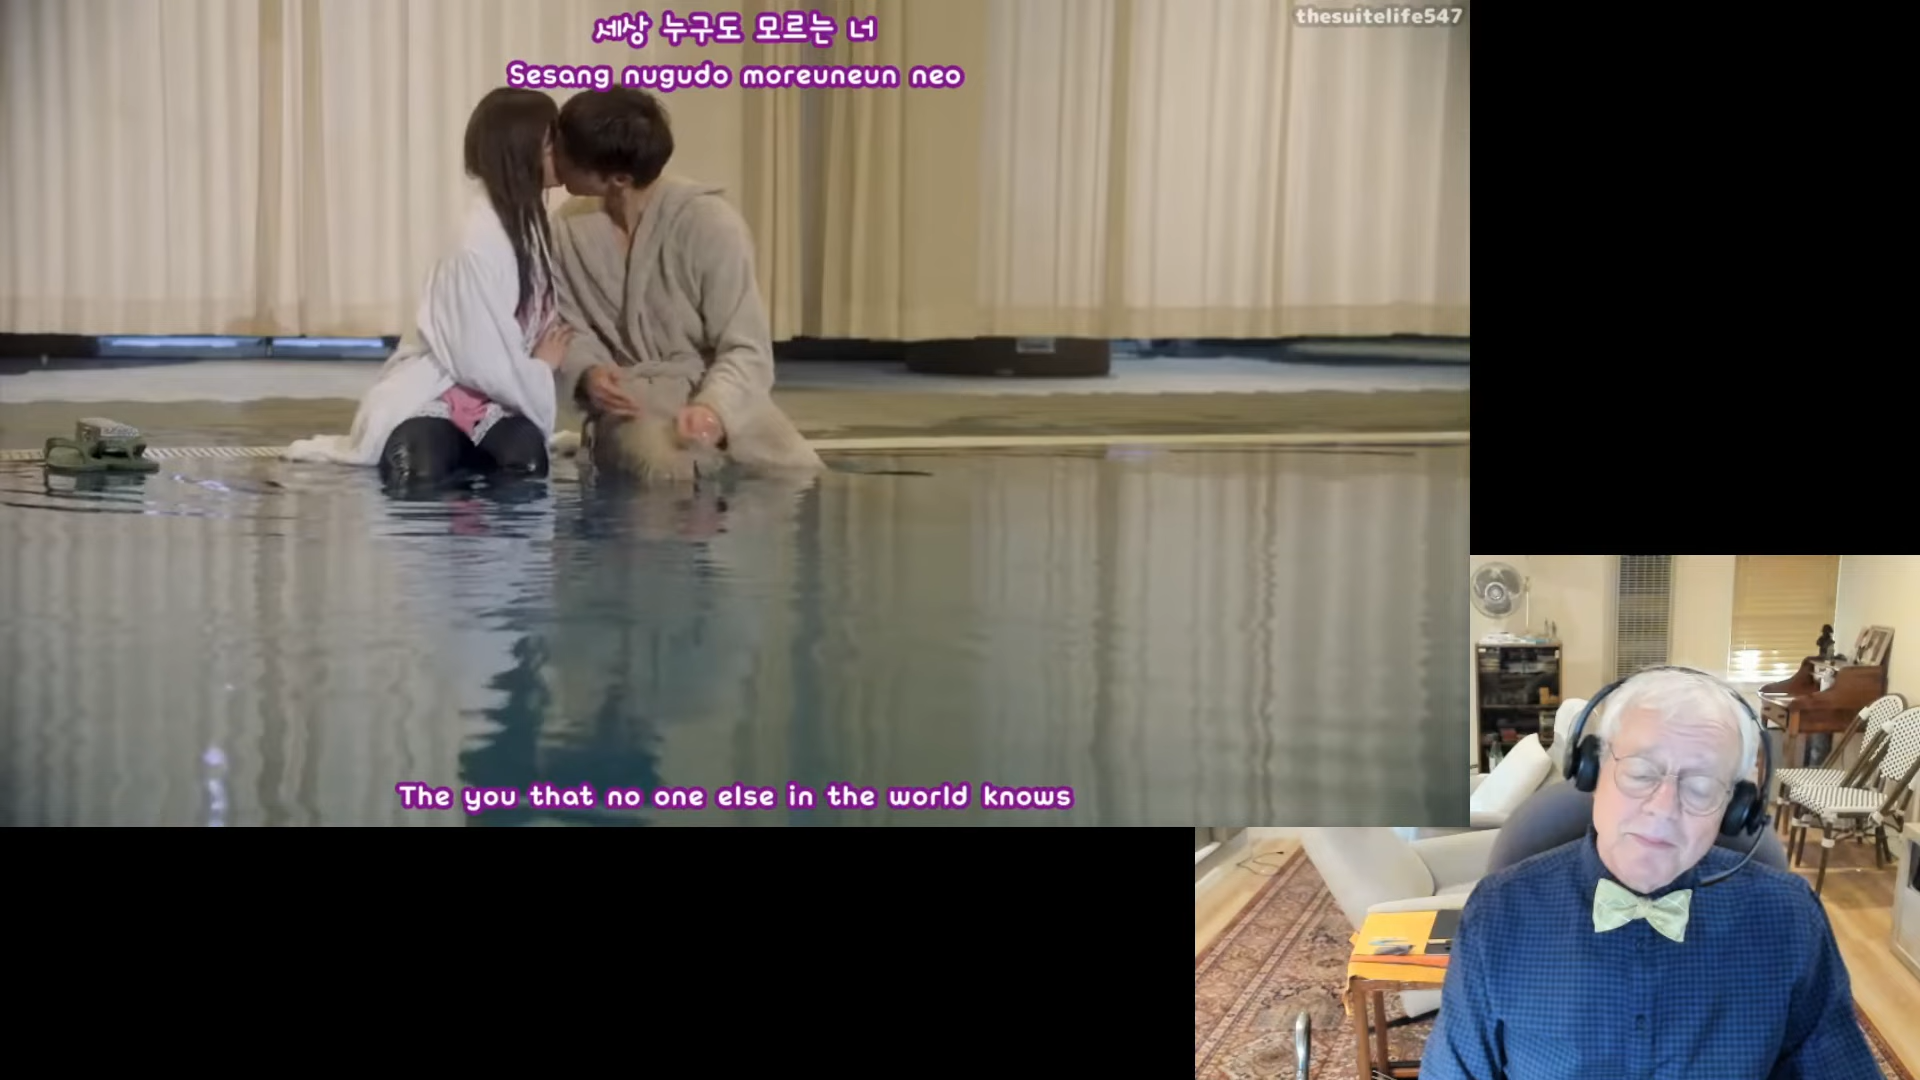 thesuitelife547
세상 누구도 모르는 너
Sesang nugudo moreuneun neo
The you that no one else in the world knows